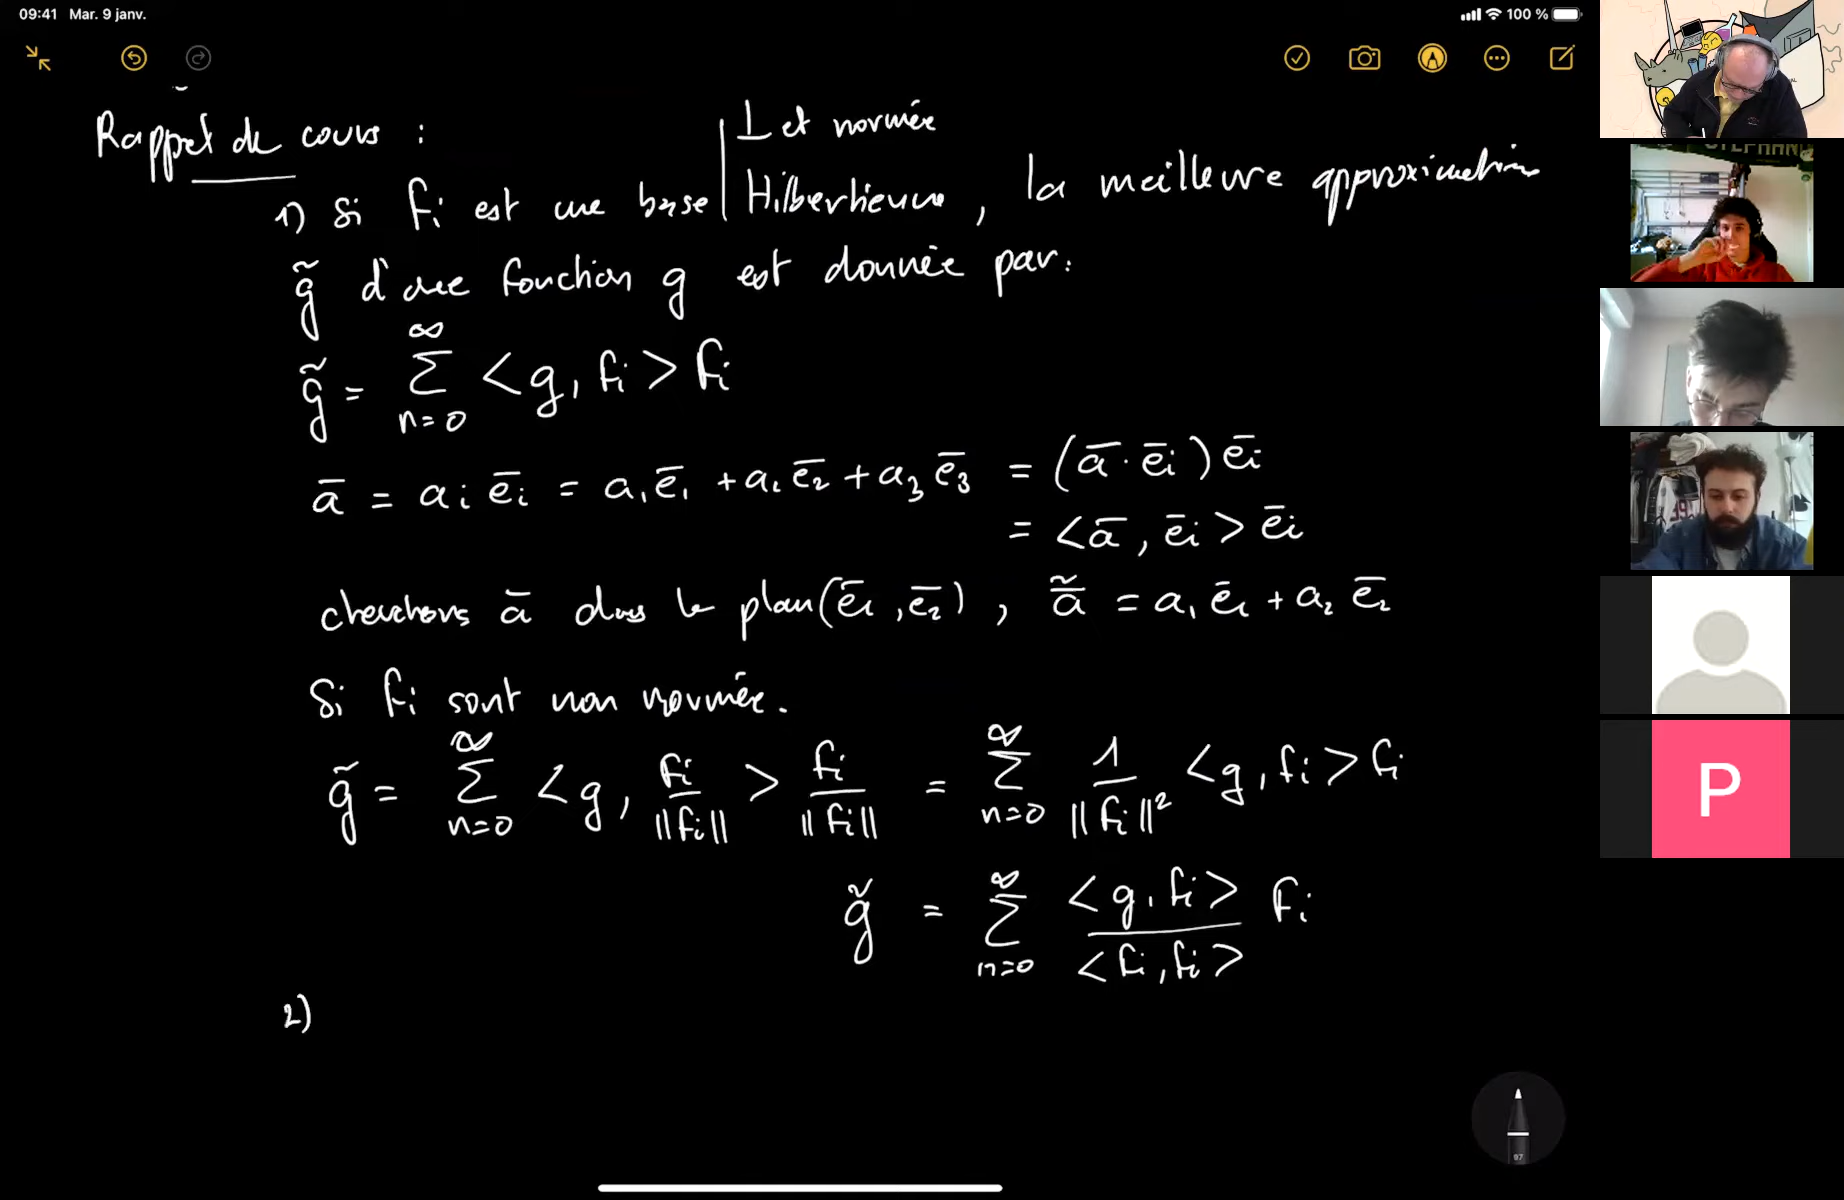 09:41 Mar. 9 janv.
100 %
Rappel de cours :
⊥ et normée
1) Si fi est une base Hilbertienne, la meilleure approximation
g̃ d'une fonction g est donnée par :
g̃ = Σ_{n=0}^{∞} <g, fi> fi
ā = ai ēi = a1 ē1 + a2 ē2 + a3 ē3 = (ā · ēi) ēi
= <ā, ēi> ēi
cherchons ā dans le plan (ē1, ē2), ã̄ = a1 ē1 + a2 ē2
Si fi sont non normée.
g̃ = Σ_{n=0}^{∞} <g, fi/||fi||> fi/||fi|| = Σ_{n=0}^{∞} 1/||fi||² <g, fi> fi
g̃ = Σ_{n=0}^{∞} <g, fi>/<fi, fi> fi
2)
97
P